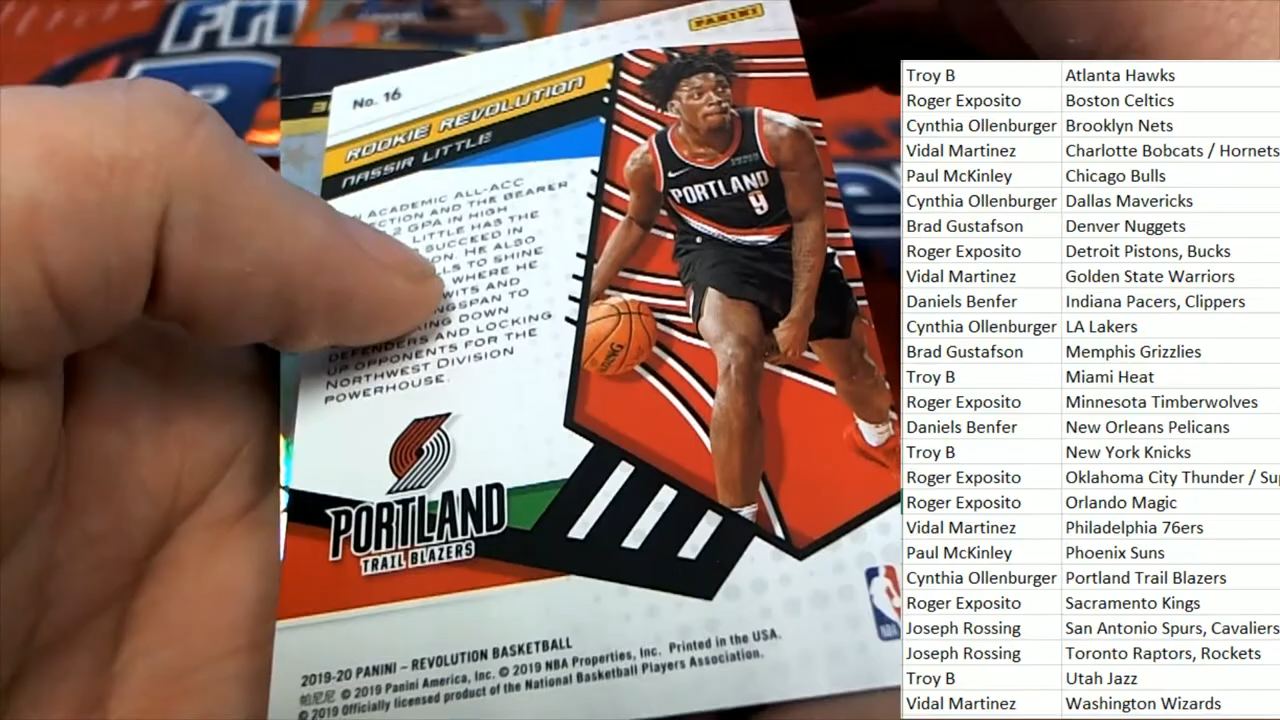 PANINI
No. 16
ROOKIE REVOLUTION
NASSIR LITTLE
ACADEMIC ALL-ACC
AND THE BEARER
2 GPA IN HIGH
LITTLE HAS THE
SUCCEED IN
HE ALSO
TO SHINE
WHERE HE
WITS AND
TO
DOWN
DEFENDERS AND LOCKING
UP OPPONENTS FOR THE
NORTHWEST DIVISION
POWERHOUSE.
PORTLAND
9
PORTLAND
TRAIL BLAZERS
SPALDING
NBA
2019-20 PANINI – REVOLUTION BASKETBALL
帕尼尼 © 2019 Panini America, Inc. © 2019 NBA Properties, Inc. Printed in the USA.
© 2019 Officially licensed product of the National Basketball Players Association.
Troy B Atlanta Hawks
Roger Exposito Boston Celtics
Cynthia Ollenburger Brooklyn Nets
Vidal Martinez Charlotte Bobcats / Hornets
Paul McKinley Chicago Bulls
Cynthia Ollenburger Dallas Mavericks
Brad Gustafson Denver Nuggets
Roger Exposito Detroit Pistons, Bucks
Vidal Martinez Golden State Warriors
Daniels Benfer Indiana Pacers, Clippers
Cynthia Ollenburger LA Lakers
Brad Gustafson Memphis Grizzlies
Troy B Miami Heat
Roger Exposito Minnesota Timberwolves
Daniels Benfer New Orleans Pelicans
Troy B New York Knicks
Roger Exposito Oklahoma City Thunder / Su
Roger Exposito Orlando Magic
Vidal Martinez Philadelphia 76ers
Paul McKinley Phoenix Suns
Cynthia Ollenburger Portland Trail Blazers
Roger Exposito Sacramento Kings
Joseph Rossing San Antonio Spurs, Cavaliers
Joseph Rossing Toronto Raptors, Rockets
Troy B Utah Jazz
Vidal Martinez Washington Wizards